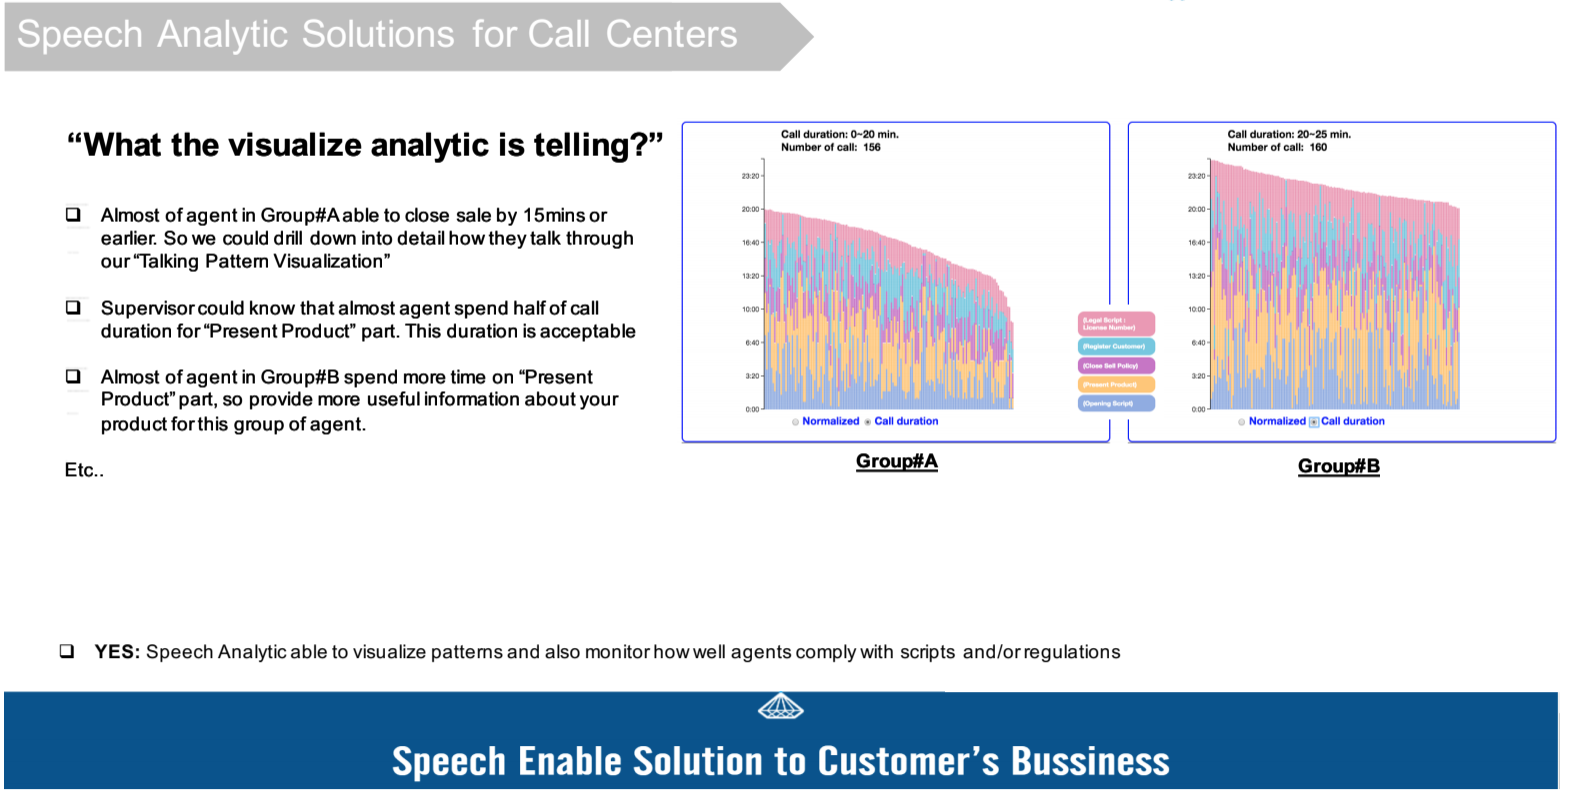 Speech Analytic Solutions for Call Centers
“What the visualize analytic is telling?”
Almost of agent in Group#A able to close sale by 15mins or
earlier. So we could drill down into detail how they talk through
our “Talking Pattern Visualization”
Supervisor could know that almost agent spend half of call
duration for “Present Product” part. This duration is acceptable
Almost of agent in Group#B spend more time on “Present
Product” part, so provide more useful information about your
product for this group of agent.
Etc..
Call duration: 0~20 min.
Number of call: 156
23:20
20:00
16:40
13:20
10:00
6:40
3:20
0:00
Normalized Call duration
Group#A
(Legal Script :
License Number)
(Register Customer)
(Close Sell Policy)
(Present Product)
(Opening Script)
Call duration: 20~25 min.
Number of call: 160
23:20
20:00
16:40
13:20
10:00
6:40
3:20
0:00
Normalized Call duration
Group#B
YES: Speech Analytic able to visualize patterns and also monitor how well agents comply with scripts and/or regulations
Speech Enable Solution to Customer’s Bussiness